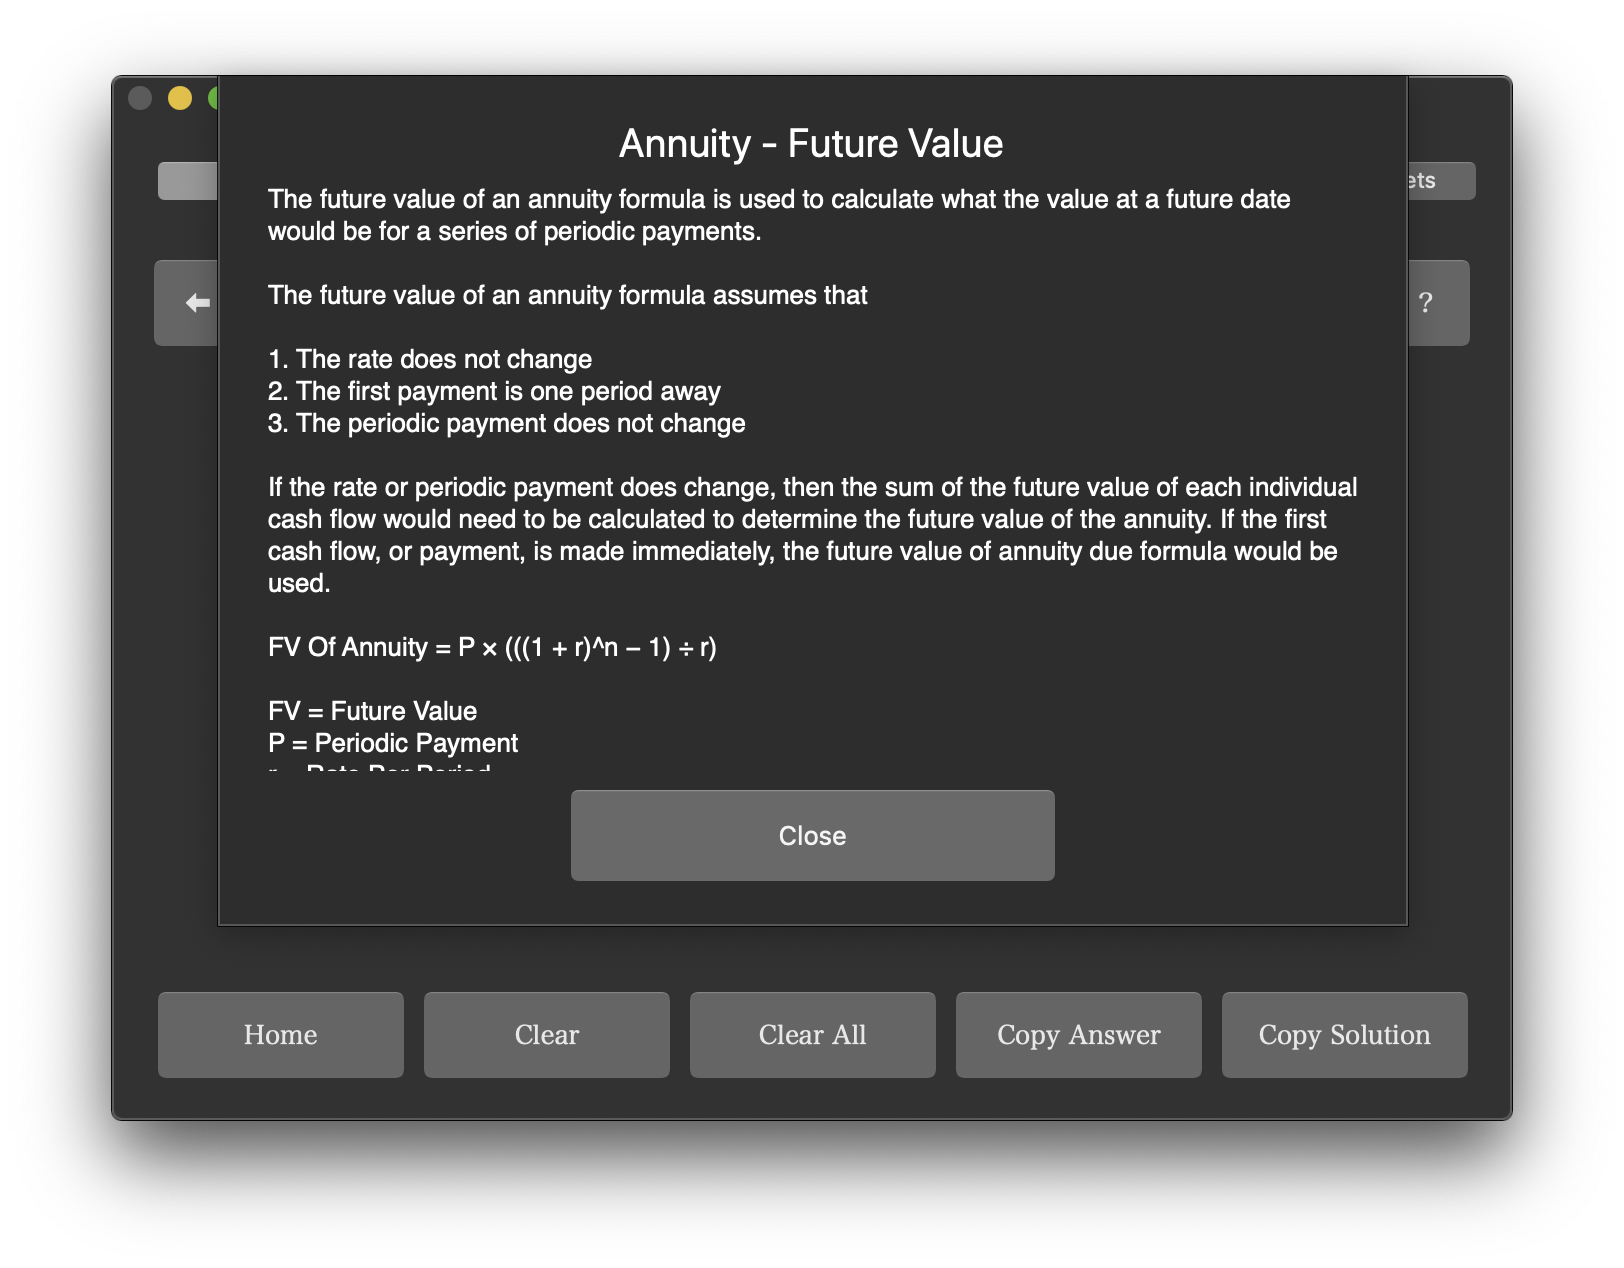 Annuity - Future Value
The future value of an annuity formula is used to calculate what the value at a future date
would be for a series of periodic payments.
The future value of an annuity formula assumes that
1. The rate does not change
2. The first payment is one period away
3. The periodic payment does not change
If the rate or periodic payment does change, then the sum of the future value of each individual
cash flow would need to be calculated to determine the future value of the annuity. If the first
cash flow, or payment, is made immediately, the future value of annuity due formula would be
used.
FV Of Annuity = P × (((1 + r)^n − 1) ÷ r)
FV = Future Value
P = Periodic Payment
r = Rate Per Period
Close
ets
?
Home
Clear
Clear All
Copy Answer
Copy Solution